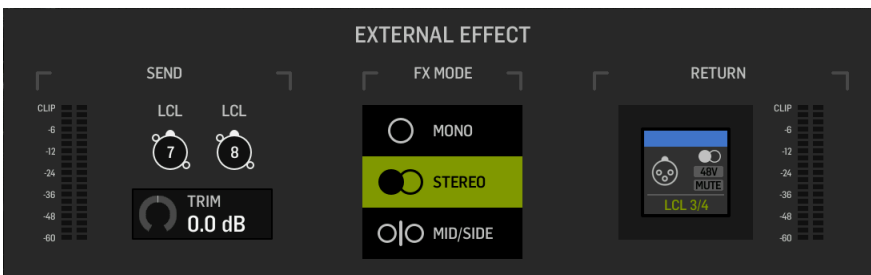 EXTERNAL EFFECT
SEND
FX MODE
RETURN
CLIP
-6
-12
-24
-36
-48
-60
LCL LCL
7 8
TRIM
0.0 dB
MONO
STEREO
MID/SIDE
48V
MUTE
LCL 3/4
CLIP
-6
-12
-24
-36
-48
-60